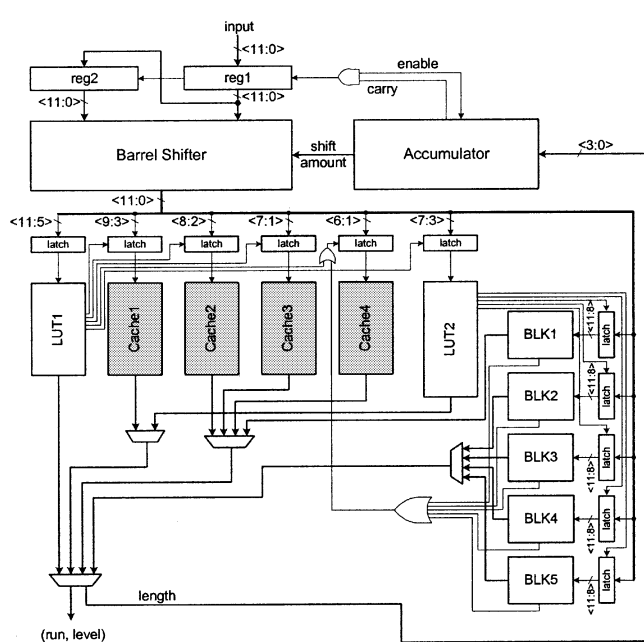 input
<11:0>
enable
reg2
reg1
carry
<11:0>
<11:0>
Barrel Shifter
shift
amount
Accumulator
<3:0>
<11:0>
<11:5>
<9:3>
<8:2>
<7:1>
<6:1>
<7:3>
latch
latch
latch
latch
latch
latch
LUT1
Cache1
Cache2
Cache3
Cache4
LUT2
BLK1
<11:8>
latch
BLK2
<11:8>
latch
BLK3
<11:8>
latch
BLK4
<11:8>
latch
BLK5
<11:8>
latch
length
(run, level)